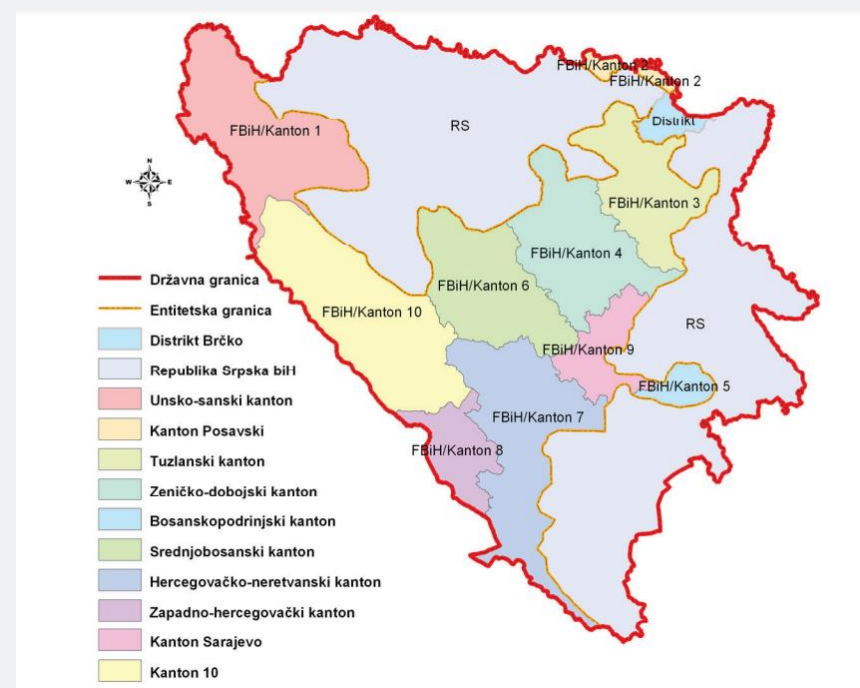 FBiH/Kanton 2
FBiH/Kanton 2
Distrikt
FBiH/Kanton 1
RS
N
W E
S
FBiH/Kanton 3
FBiH/Kanton 4
FBiH/Kanton 6
FBiH/Kanton 10
RS
FBiH/Kanton 9
FBiH/Kanton 5
FBiH/Kanton 7
FBiH/Kanton 8
Državna granica
Entitetska granica
Distrikt Brčko
Republika Srpska biH
Unsko-sanski kanton
Kanton Posavski
Tuzlanski kanton
Zeničko-dobojski kanton
Bosanskopodrinjski kanton
Srednjobosanski kanton
Hercegovačko-neretvanski kanton
Zapadno-hercegovački kanton
Kanton Sarajevo
Kanton 10